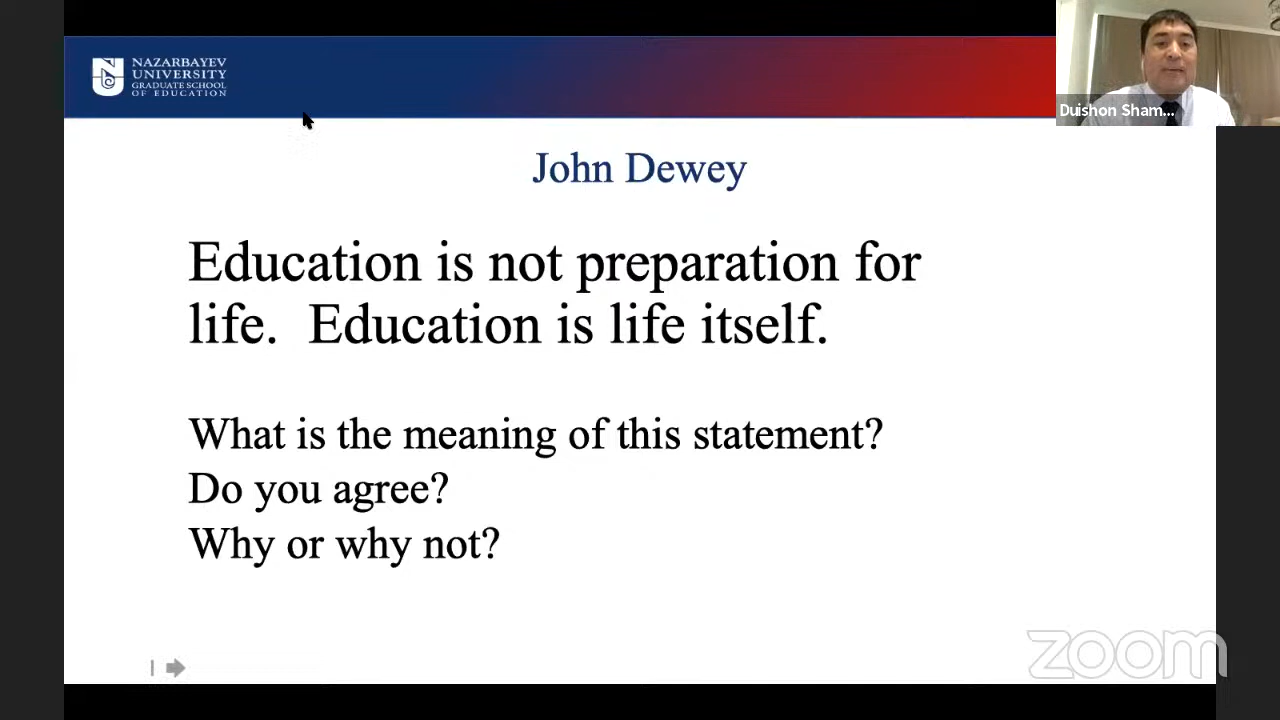 NAZARBAYEV
UNIVERSITY
GRADUATE SCHOOL
OF EDUCATION
Duishon Sham...
John Dewey
Education is not preparation for
life. Education is life itself.
What is the meaning of this statement?
Do you agree?
Why or why not?
zoom